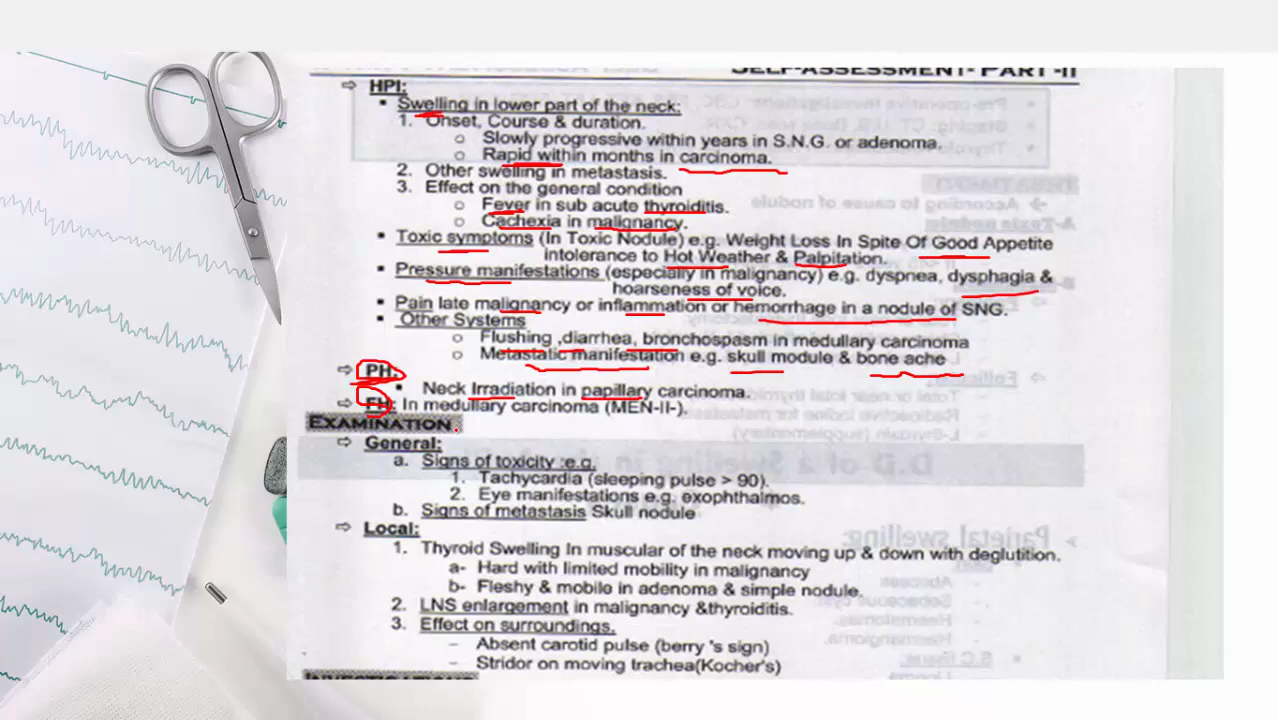 SELF-ASSESSMENT- PART -II
⇨ HPI:
▪ Swelling in lower part of the neck:
1. Onset, Course & duration.
o Slowly progressive within years in S.N.G. or adenoma.
o Rapid within months in carcinoma.
2. Other swelling in metastasis.
3. Effect on the general condition
o Fever in sub acute thyroiditis.
o Cachexia in malignancy.
▪ Toxic symptoms (In Toxic Nodule) e.g. Weight Loss In Spite Of Good Appetite
intolerance to Hot Weather & Palpitation.
▪ Pressure manifestations (especially in malignancy) e.g. dyspnea, dysphagia &
hoarseness of voice.
▪ Pain late malignancy or inflammation or hemorrhage in a nodule of SNG.
▪ Other Systems
o Flushing ,diarrhea, bronchospasm in medullary carcinoma
o Metastatic manifestation e.g. skull module & bone ache
⇨ PH.
▪ Neck Irradiation in papillary carcinoma.
⇨ FH: In medullary carcinoma (MEN-II-).
EXAMINATION
⇨ General:
a. Signs of toxicity :e.g.
1. Tachycardia (sleeping pulse > 90).
2. Eye manifestations e.g. exophthalmos.
b. Signs of metastasis Skull nodule
⇨ Local:
1. Thyroid Swelling In muscular of the neck moving up & down with deglutition.
a- Hard with limited mobility in malignancy
b- Fleshy & mobile in adenoma & simple nodule.
2. LNS enlargement in malignancy &thyroiditis.
3. Effect on surroundings.
– Absent carotid pulse (berry 's sign)
– Stridor on moving trachea(Kocher's)